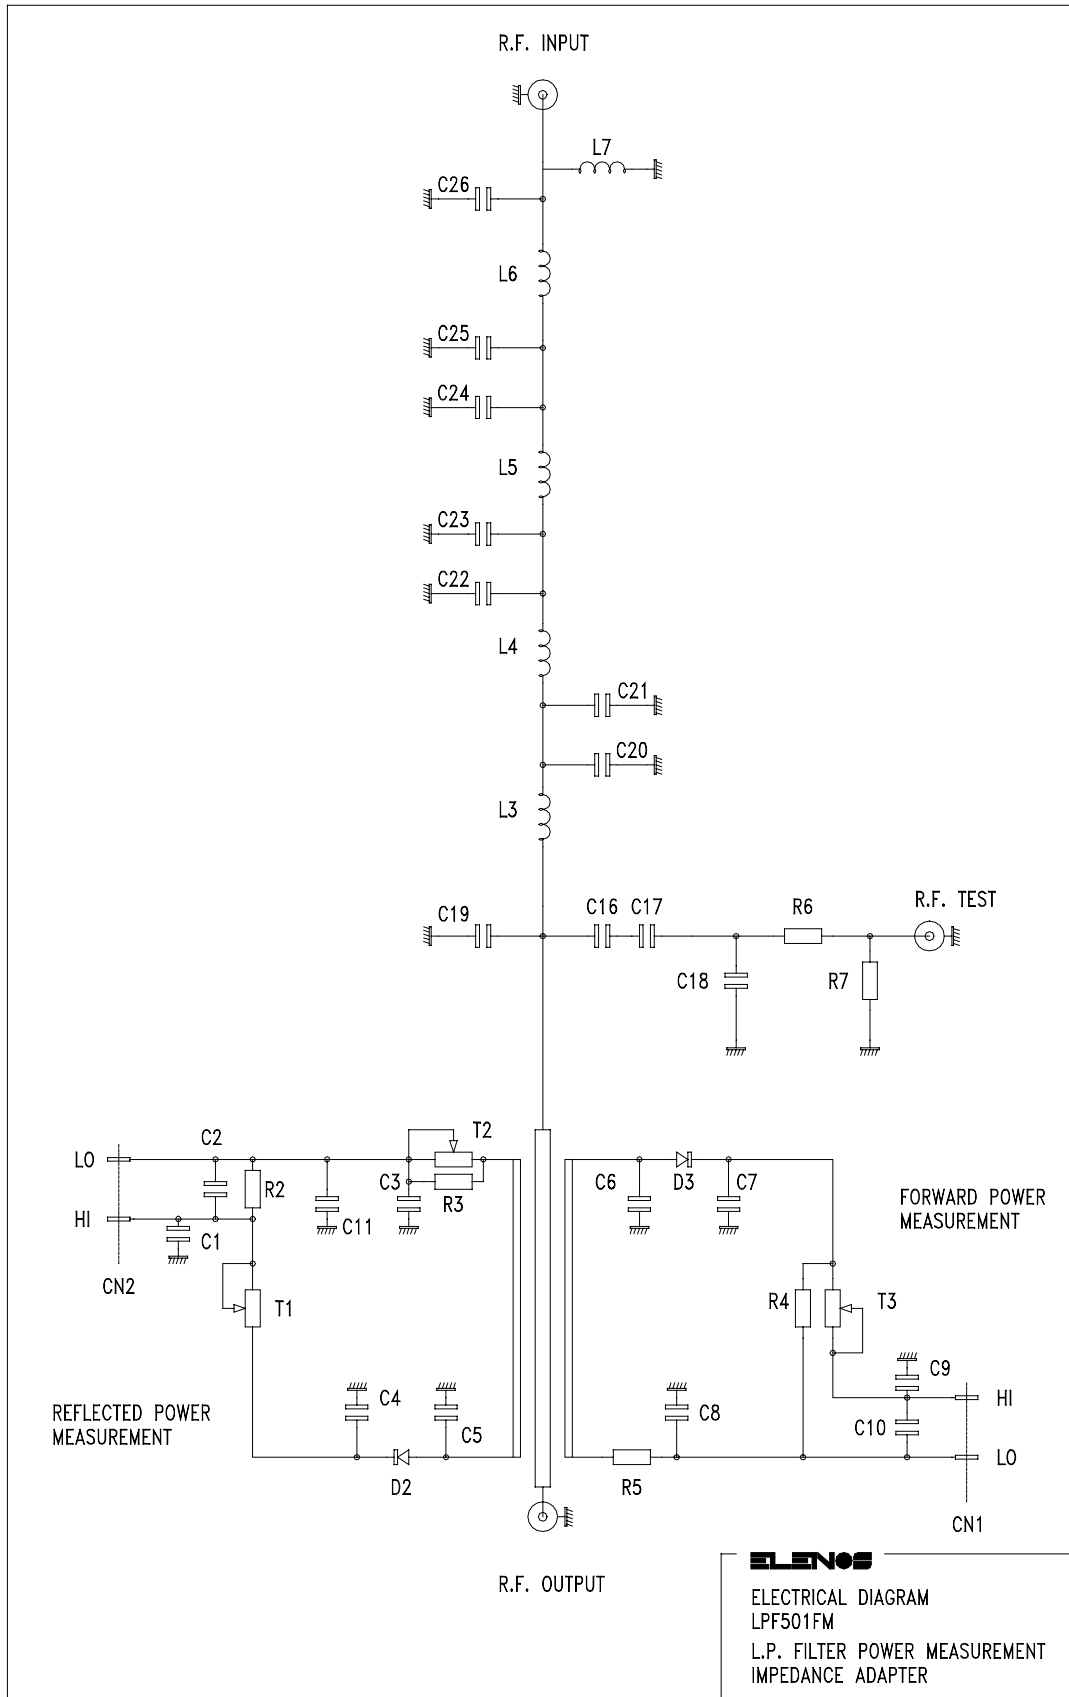 R.F. INPUT
L7
C26
L6
C25
C24
L5
C23
C22
L4
C21
C20
L3
C19
C16
C17
R6
R.F. TEST
C18
R7
T2
C2
LO
R2
C3
R3
C6
D3
C7
HI
C1
C11
FORWARD POWER
MEASUREMENT
CN2
T1
R4
T3
C9
C4
C8
HI
REFLECTED POWER
MEASUREMENT
C5
C10
LO
D2
R5
CN1
R.F. OUTPUT
ELENOS
ELECTRICAL DIAGRAM
LPF501FM
L.P. FILTER POWER MEASUREMENT
IMPEDANCE ADAPTER